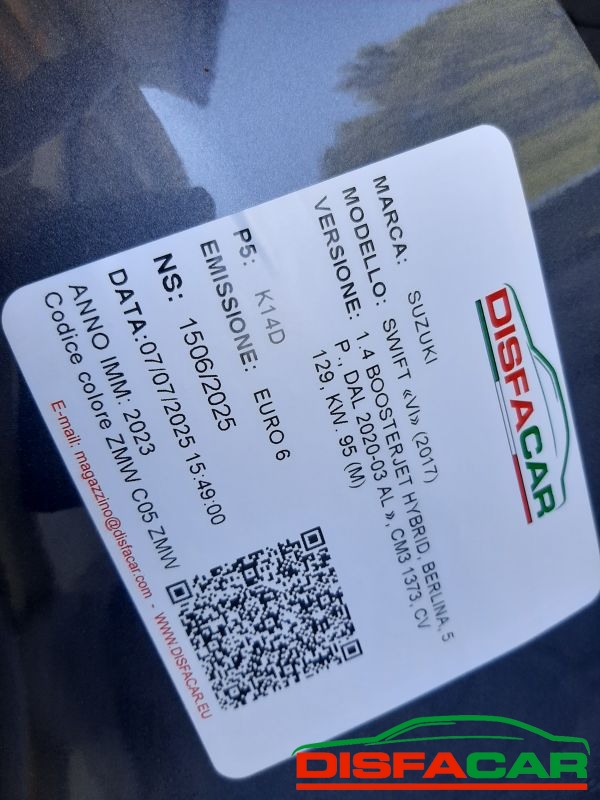 DISFACAR
MARCA: SUZUKI
MODELLO: SWIFT «VI» (2017)
VERSIONE: 1-4 BOOSTERJET HYBRID, BERLINA, 5
P., DAL 2020-03 AL », CM3 1373, CV
129, KW. 95 (M)
P5: K14D
EMISSIONE: EURO 6
NS: 1506/2025
DATA:07/07/2025 15:49:00
ANNO IMM: 2023
Codice colore ZMW C05 ZMW
E-mail: magazzino@disfacar.com - WWW.DISFACAR.EU
DISFACAR